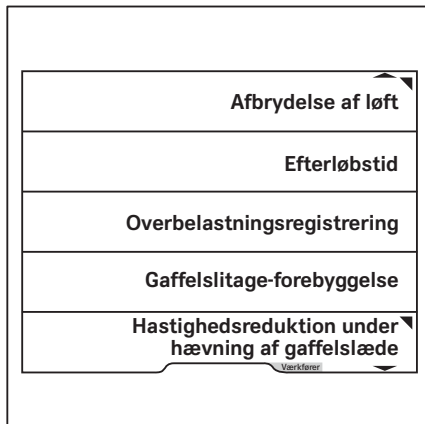 Afbrydelse af løft
Efterløbstid
Overbelastningsregistrering
Gaffelslitage-forebyggelse
Hastighedsreduktion under
hævning af gaffelslæde
Værkfører